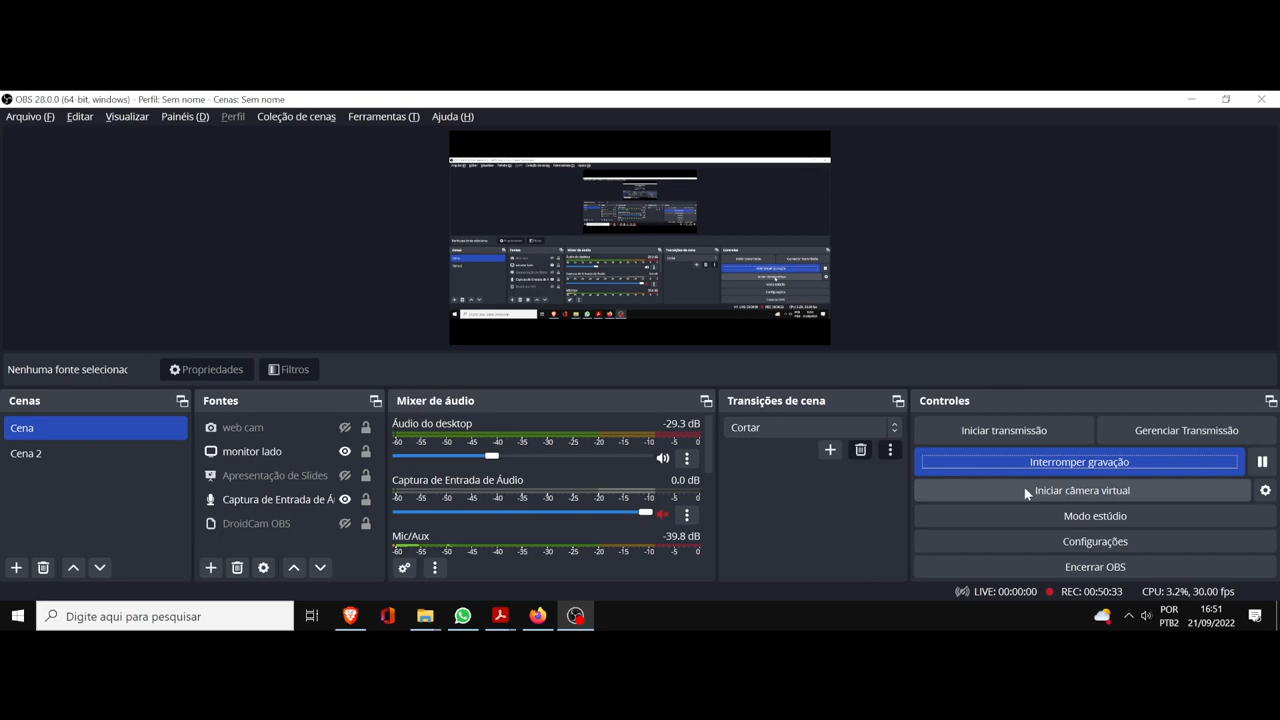 OBS 28.0.0 (64-bit, windows) - Perfil: Sem nome - Cenas: Sem nome
Arquivo (F) Editar Visualizar Painéis (D) Perfil Coleção de cenas Ferramentas (T) Ajuda (H)
Nenhuma fonte selecionac Propriedades Filtros
Cenas
Cena
Cena 2
Fontes
web cam
monitor lado
Apresentação de Slides
Captura de Entrada de Á
DroidCam OBS
Mixer de áudio
Áudio do desktop -29.3 dB
-60 -55 -50 -45 -40 -35 -30 -25 -20 -15 -10 -5 0
Captura de Entrada de Áudio 0.0 dB
-60 -55 -50 -45 -40 -35 -30 -25 -20 -15 -10 -5 0
Mic/Aux -39.8 dB
-60 -55 -50 -45 -40 -35 -30 -25 -20 -15 -10 -5 0
Transições de cena
Cortar
Controles
Iniciar transmissão Gerenciar Transmissão
Interromper gravação
Iniciar câmera virtual
Modo estúdio
Configurações
Encerrar OBS
LIVE: 00:00:00 REC: 00:50:33 CPU: 3.2%, 30.00 fps
Digite aqui para pesquisar
POR
PTB2
16:51
21/09/2022